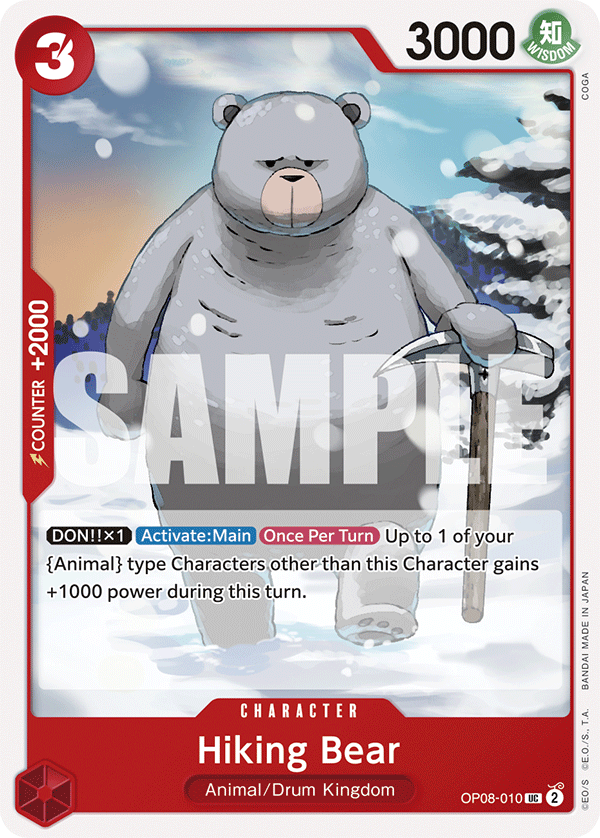 3
3000
知
WISDOM
COGA
COUNTER +2000
SAMPLE
DON!!×1 Activate:Main Once Per Turn Up to 1 of your
{Animal} type Characters other than this Character gains
+1000 power during this turn.
CHARACTER
Hiking Bear
Animal/Drum Kingdom
OP08-010 UC 2
©EO/S ©E.O./S., T.A. BANDAI MADE IN JAPAN